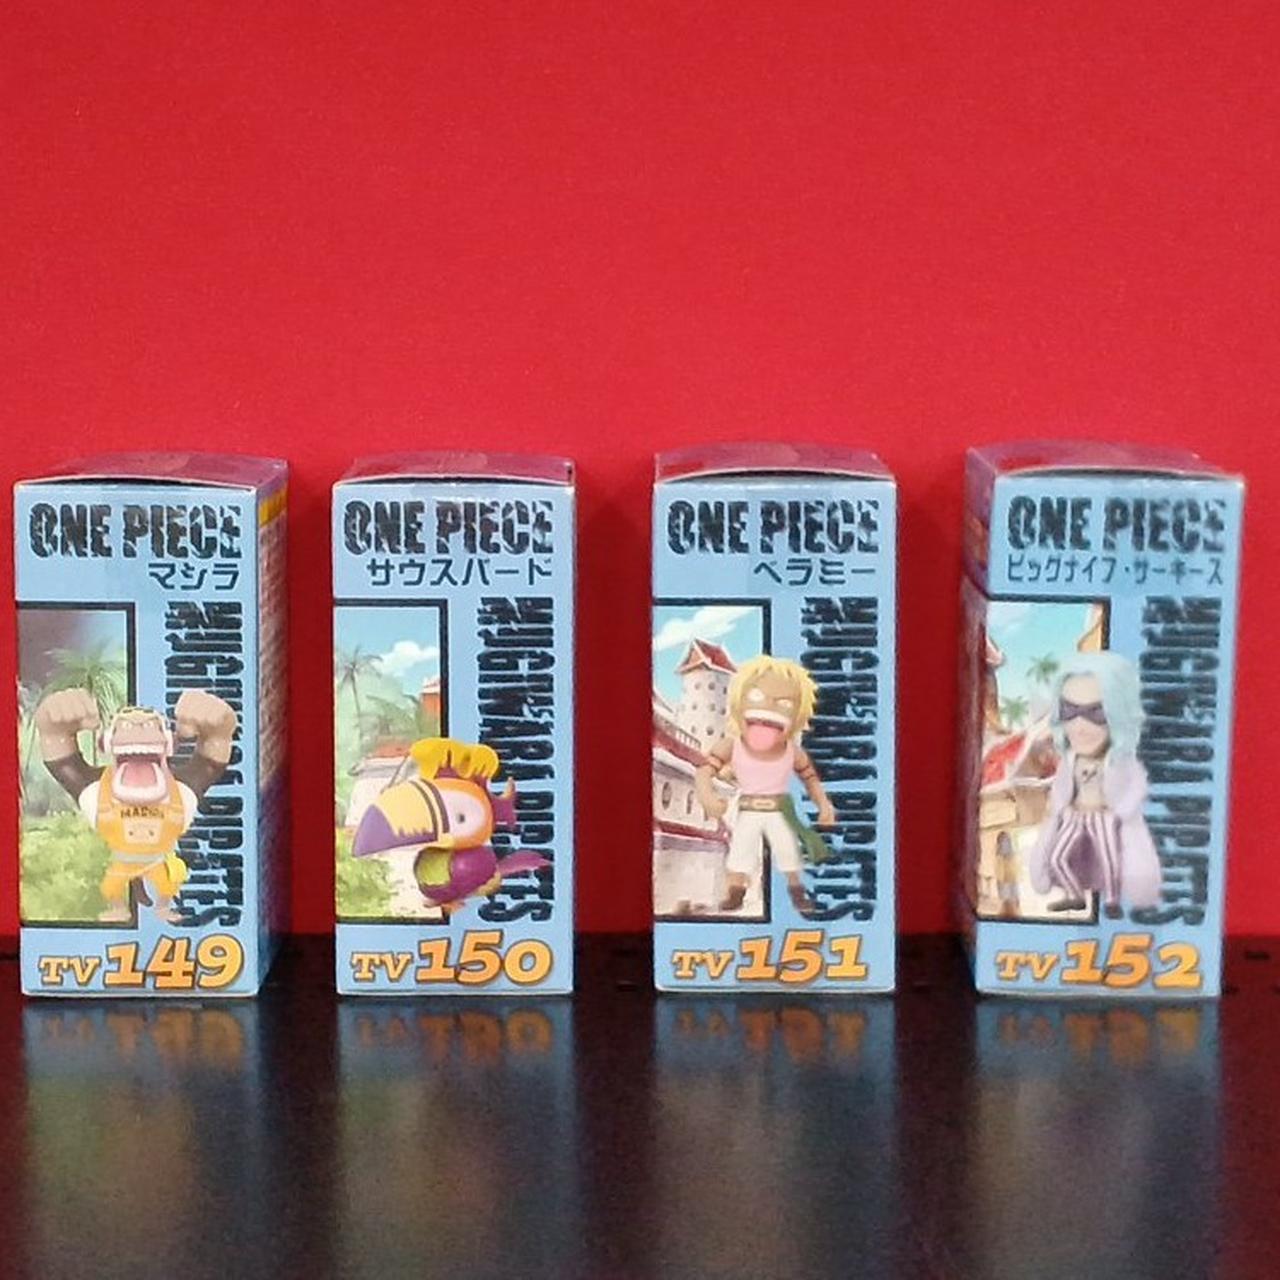 ONE PIECE
マシラ
MUGIWARA PIRATES
TV149
ONE PIECE
サウスバード
MUGIWARA PIRATES
TV150
ONE PIECE
ベラミー
MUGIWARA PIRATES
TV151
ONE PIECE
ビッグナイフ・サーキース
MUGIWARA PIRATES
TV152